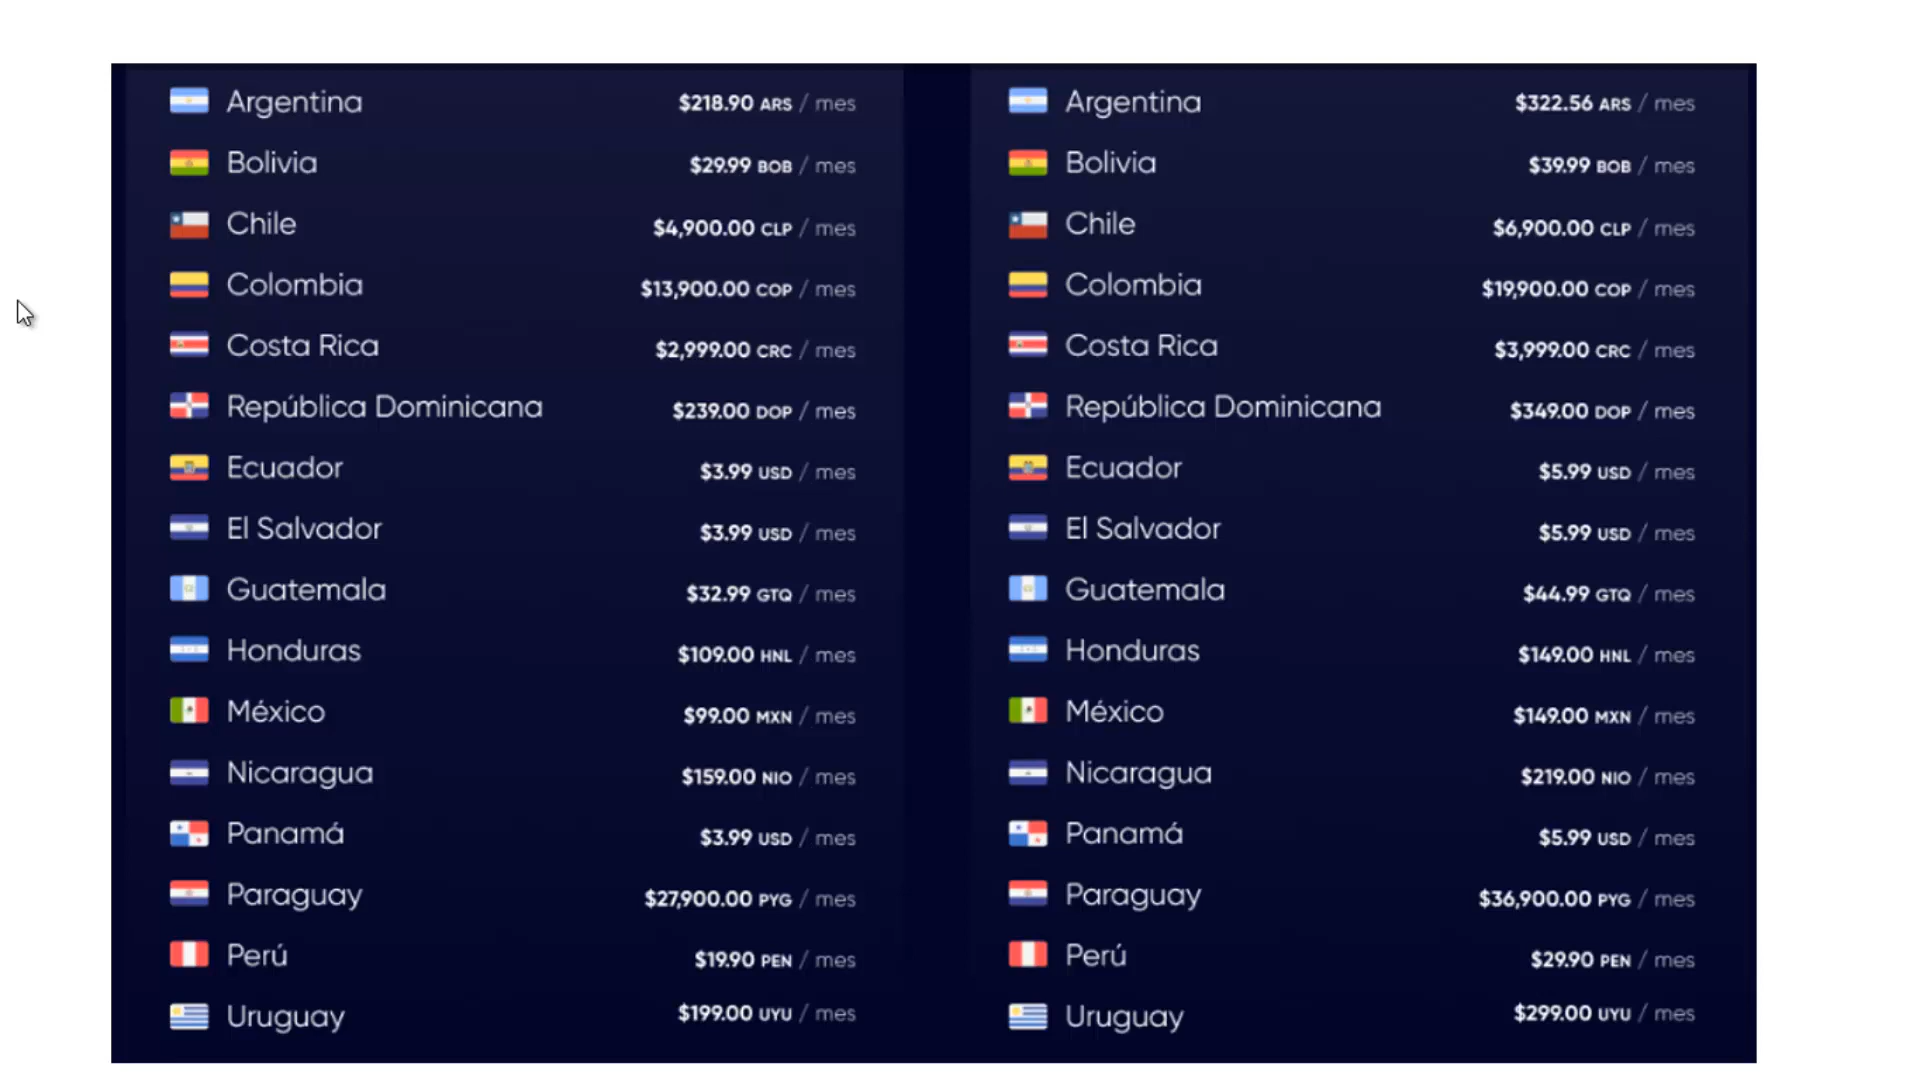 Argentina $218.90 ARS / mes
Bolivia $29.99 BOB / mes
Chile $4,900.00 CLP / mes
Colombia $13,900.00 COP / mes
Costa Rica $2,999.00 CRC / mes
República Dominicana $239.00 DOP / mes
Ecuador $3.99 USD / mes
El Salvador $3.99 USD / mes
Guatemala $32.99 GTQ / mes
Honduras $109.00 HNL / mes
México $99.00 MXN / mes
Nicaragua $159.00 NIO / mes
Panamá $3.99 USD / mes
Paraguay $27,900.00 PYG / mes
Perú $19.90 PEN / mes
Uruguay $199.00 UYU / mes
Argentina $322.56 ARS / mes
Bolivia $39.99 BOB / mes
Chile $6,900.00 CLP / mes
Colombia $19,900.00 COP / mes
Costa Rica $3,999.00 CRC / mes
República Dominicana $349.00 DOP / mes
Ecuador $5.99 USD / mes
El Salvador $5.99 USD / mes
Guatemala $44.99 GTQ / mes
Honduras $149.00 HNL / mes
México $149.00 MXN / mes
Nicaragua $219.00 NIO / mes
Panamá $5.99 USD / mes
Paraguay $36,900.00 PYG / mes
Perú $29.90 PEN / mes
Uruguay $299.00 UYU / mes